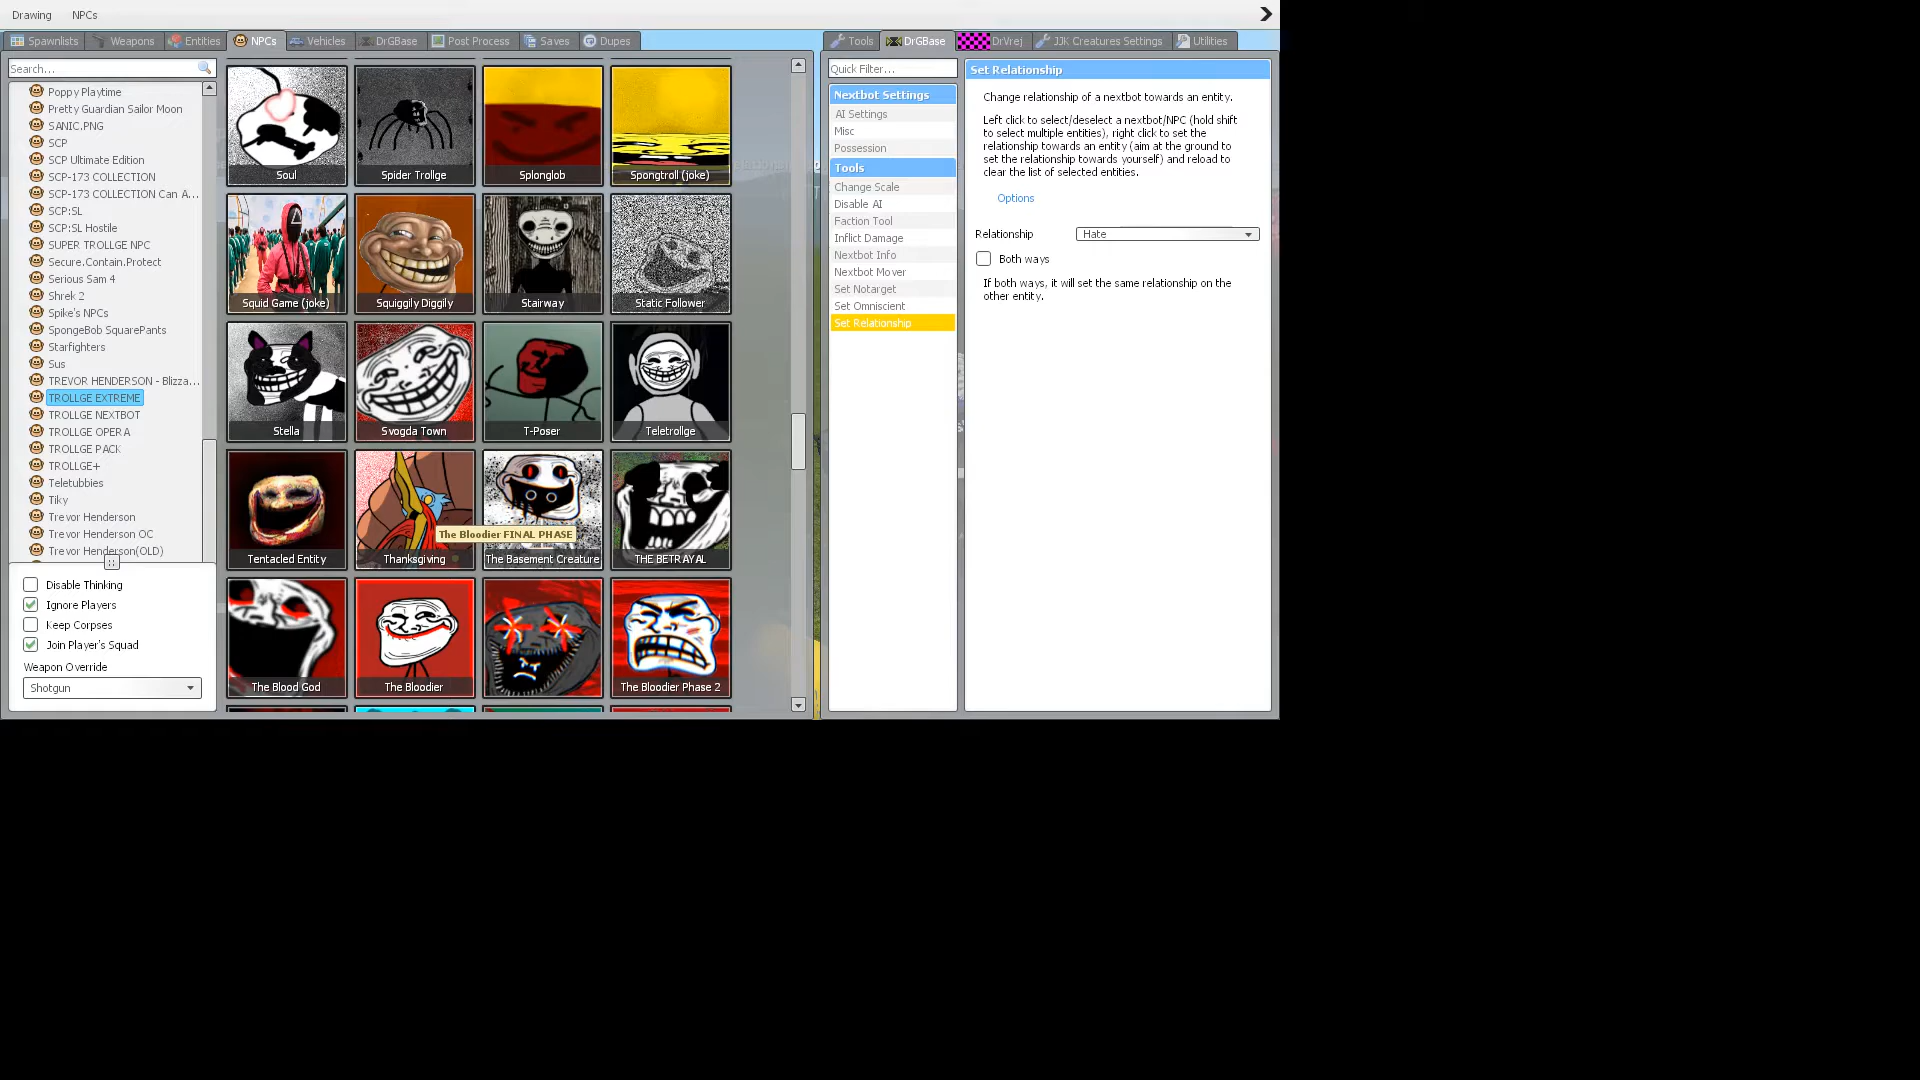 Drawing NPCs
Spawnlists Weapons Entities NPCs Vehicles DrGBase Post Process Saves Dupes
Search...
Poppy Playtime
Pretty Guardian Sailor Moon
SANIC.PNG
SCP
SCP Ultimate Edition
SCP-173 COLLECTION
SCP-173 COLLECTION Can A...
SCP:SL
SCP:SL Hostile
SUPER TROLLGE NPC
Secure.Contain.Protect
Serious Sam 4
Shrek 2
Spike's NPCs
SpongeBob SquarePants
Starfighters
Sus
TREVOR HENDERSON - Blizza...
TROLLGE EXTREME
TROLLGE NEXTBOT
TROLLGE OPERA
TROLLGE PACK
TROLLGE+
Teletubbies
Tiky
Trevor Henderson
Trevor Henderson OC
Trevor Henderson(OLD)
Disable Thinking
Ignore Players
Keep Corpses
Join Player's Squad
Weapon Override
Shotgun
Soul Spider Trollge Splonglob Spongtroll (joke)
Squid Game (joke) Squiggily Diggily Stairway Static Follower
Stella Svogda Town T-Poser Teletrollge
The Bloodier FINAL PHASE
Tentacled Entity Thanksgiving The Basement Creature THE BETRAYAL
The Blood God The Bloodier The Bloodier Phase 2
Tools DrGBase DrVrej JJK Creatures Settings Utilities
Quick Filter...
Nextbot Settings
AI Settings
Misc
Possession
Tools
Change Scale
Disable AI
Faction Tool
Inflict Damage
Nextbot Info
Nextbot Mover
Set Notarget
Set Omniscient
Set Relationship
Set Relationship
Change relationship of a nextbot towards an entity.
Left click to select/deselect a nextbot/NPC (hold shift
to select multiple entities), right click to set the
relationship towards an entity (aim at the ground to
set the relationship towards yourself) and reload to
clear the list of selected entities.
Options
Relationship Hate
Both ways
If both ways, it will set the same relationship on the
other entity.